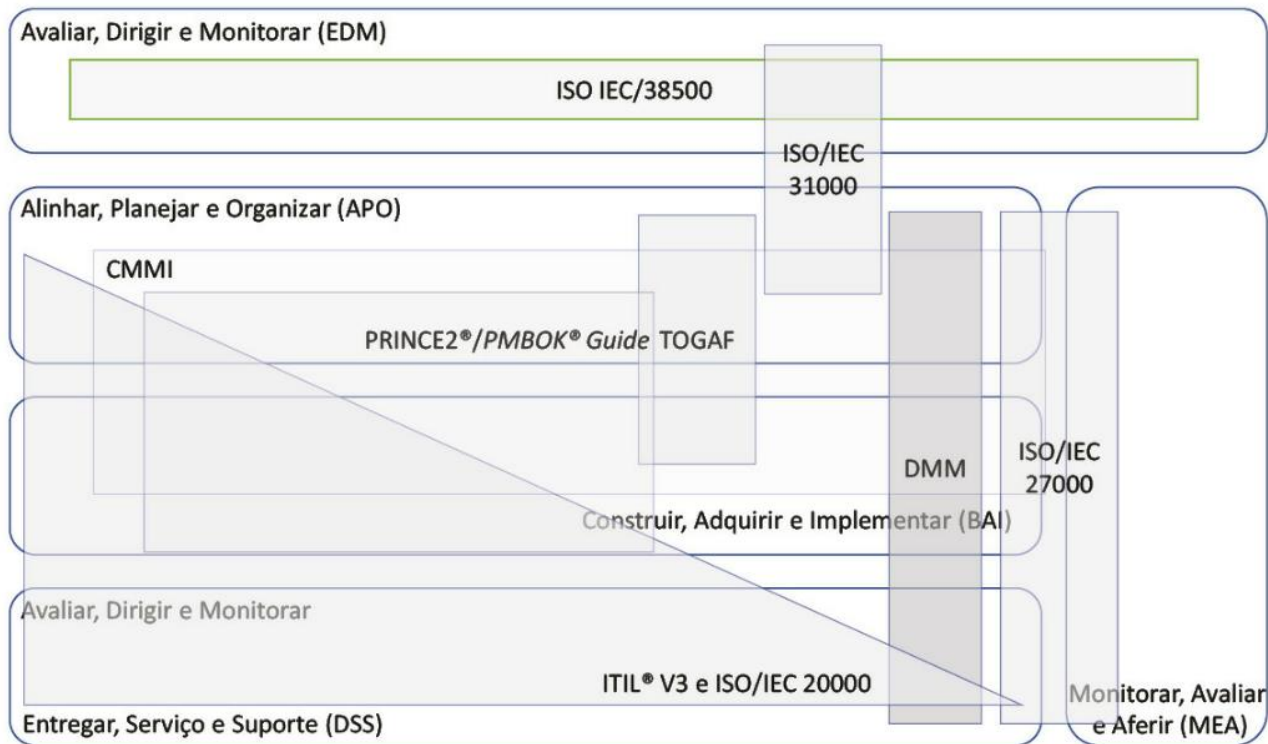 Avaliar, Dirigir e Monitorar (EDM)
ISO IEC/38500
ISO/IEC
31000
Alinhar, Planejar e Organizar (APO)
CMMI
PRINCE2®/PMBOK® Guide TOGAF
DMM
ISO/IEC
27000
Construir, Adquirir e Implementar (BAI)
Avaliar, Dirigir e Monitorar
ITIL® V3 e ISO/IEC 20000
Entregar, Serviço e Suporte (DSS)
Monitorar, Avaliar
e Aferir (MEA)